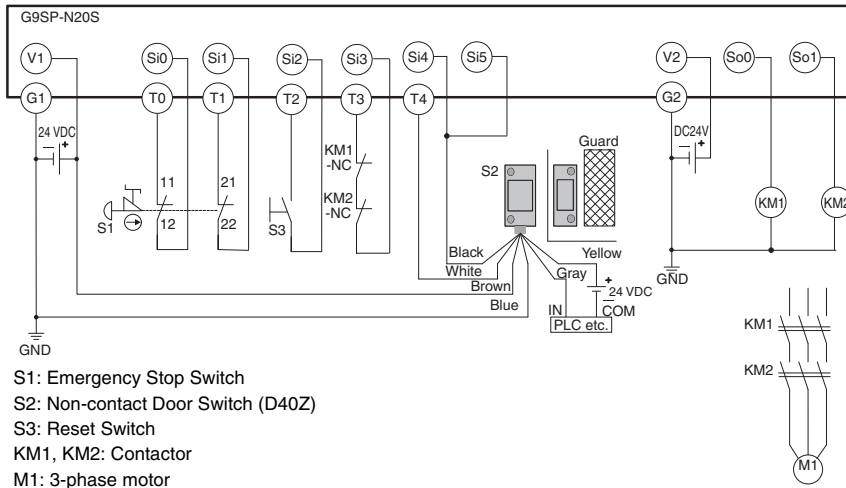 G9SP-N20S
V1 Si0 Si1 Si2 Si3 Si4 Si5 V2 So0 So1
G1 T0 T1 T2 T3 T4 G2
24 VDC
+
DC24V
+
Guard
KM1
-NC
S2
11 21
KM2
-NC
KM1 KM2
12 22
S1
S3
Black
Yellow
White
Gray
GND
Brown
+
24 VDC
Blue
IN COM
PLC etc.
GND
KM1
KM2
M1
S1: Emergency Stop Switch
S2: Non-contact Door Switch (D40Z)
S3: Reset Switch
KM1, KM2: Contactor
M1: 3-phase motor